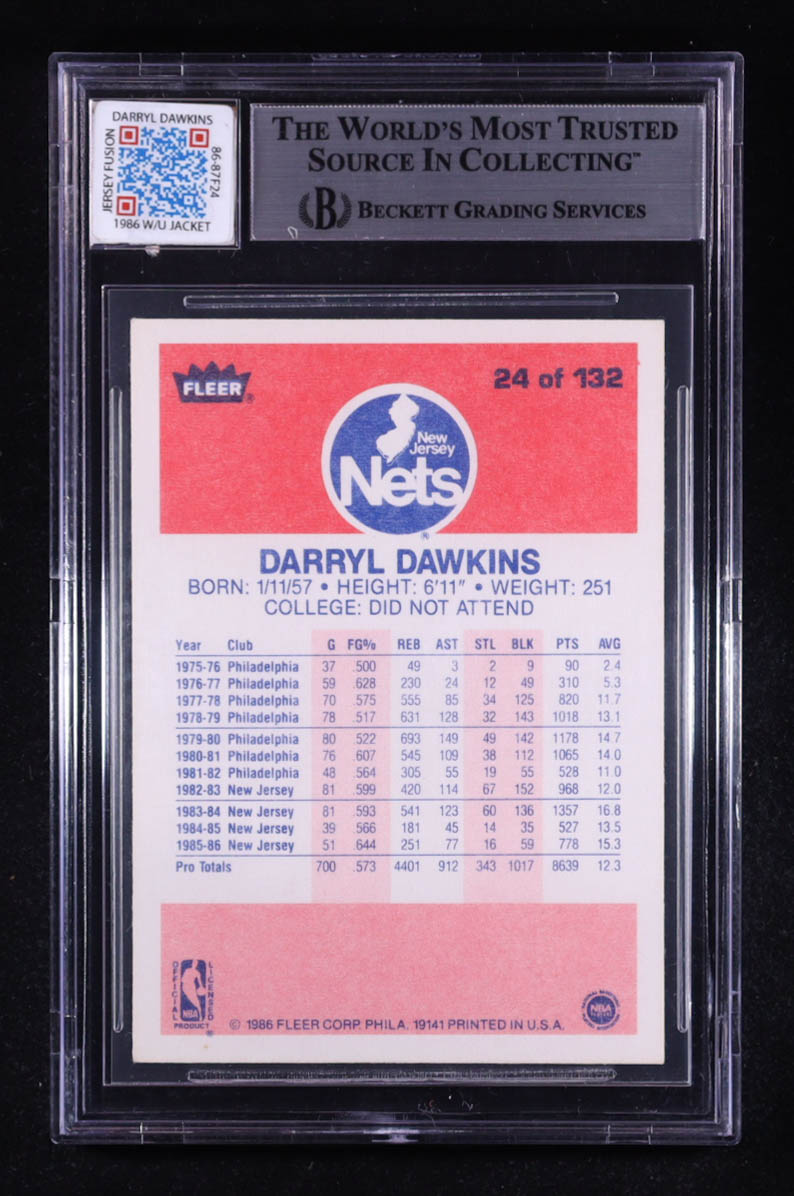 DARRYL DAWKINS
JERSEY FUSION
86-87F24
1986 W/U JACKET
THE WORLD'S MOST TRUSTED
SOURCE IN COLLECTING™
B BECKETT GRADING SERVICES
FLEER®
24 of 132
New
Jersey
Nets
®
DARRYL DAWKINS
BORN: 1/11/57 • HEIGHT: 6'11" • WEIGHT: 251
COLLEGE: DID NOT ATTEND
Year Club G FG% REB AST STL BLK PTS AVG
1975-76 Philadelphia 37 .500 49 3 2 9 90 2.4
1976-77 Philadelphia 59 .628 230 24 12 49 310 5.3
1977-78 Philadelphia 70 .575 555 85 34 125 820 11.7
1978-79 Philadelphia 78 .517 631 128 32 143 1018 13.1
1979-80 Philadelphia 80 .522 693 149 49 142 1178 14.7
1980-81 Philadelphia 76 .607 545 109 38 112 1065 14.0
1981-82 Philadelphia 48 .564 305 55 19 55 528 11.0
1982-83 New Jersey 81 .599 420 114 67 152 968 12.0
1983-84 New Jersey 81 .593 541 123 60 136 1357 16.8
1984-85 New Jersey 39 .566 181 45 14 35 527 13.5
1985-86 New Jersey 51 .644 251 77 16 59 778 15.3
Pro Totals 700 .573 4401 912 343 1017 8639 12.3
OFFICIAL
LICENSED
NBA
PRODUCT
®
© 1986 FLEER CORP. PHILA. 19141 PRINTED IN U.S.A.
NBA